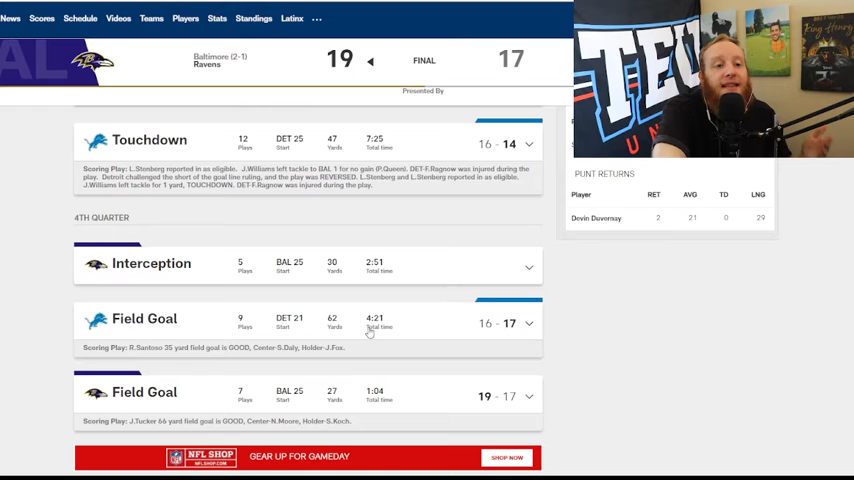 News Scores Schedule Videos Teams Players Stats Standings Latinx ...
Baltimore (2-1)
Ravens
19
FINAL
17
Presented By
Touchdown
12 DET 25 47 7:25
Plays Start Yards Total time
16 - 14
Scoring Play: L.Stenberg reported in as eligible. J.Williams left tackle to BAL 1 for no gain (P.Queen). DET-F.Ragnow was injured during the
play. Detroit challenged the short of the goal line ruling, and the play was REVERSED. L.Stenberg and L.Stenberg reported in as eligible.
J.Williams left tackle for 1 yard, TOUCHDOWN. DET-F.Ragnow was injured during the play.
4TH QUARTER
Interception
5 BAL 25 30 2:51
Plays Start Yards Total time
Field Goal
9 DET 21 62 4:21
Plays Start Yards Total time
16 - 17
Scoring Play: R.Santoso 35 yard field goal is GOOD, Center-S.Daly, Holder-J.Fox.
Field Goal
7 BAL 25 27 1:04
Plays Start Yards Total time
19 - 17
Scoring Play: J.Tucker 66 yard field goal is GOOD, Center-N.Moore, Holder-S.Koch.
NFL SHOP
NFLSHOP.COM
GEAR UP FOR GAMEDAY
SHOP NOW
PUNT RETURNS
Player RET AVG TD LNG
Devin Duvernay 2 21 0 29